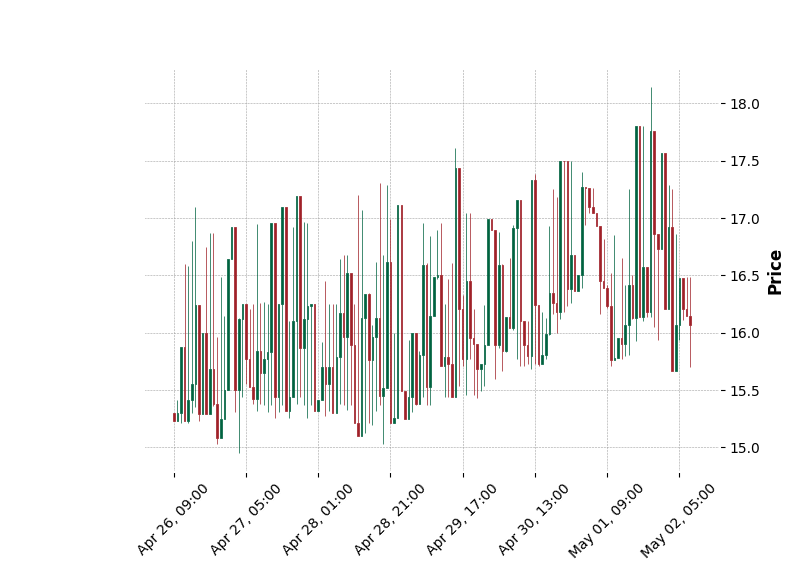 18.0
17.5
17.0
16.5
16.0
15.5
15.0
Price
Apr 26, 09:00
Apr 27, 05:00
Apr 28, 01:00
Apr 28, 21:00
Apr 29, 17:00
Apr 30, 13:00
May 01, 09:00
May 02, 05:00